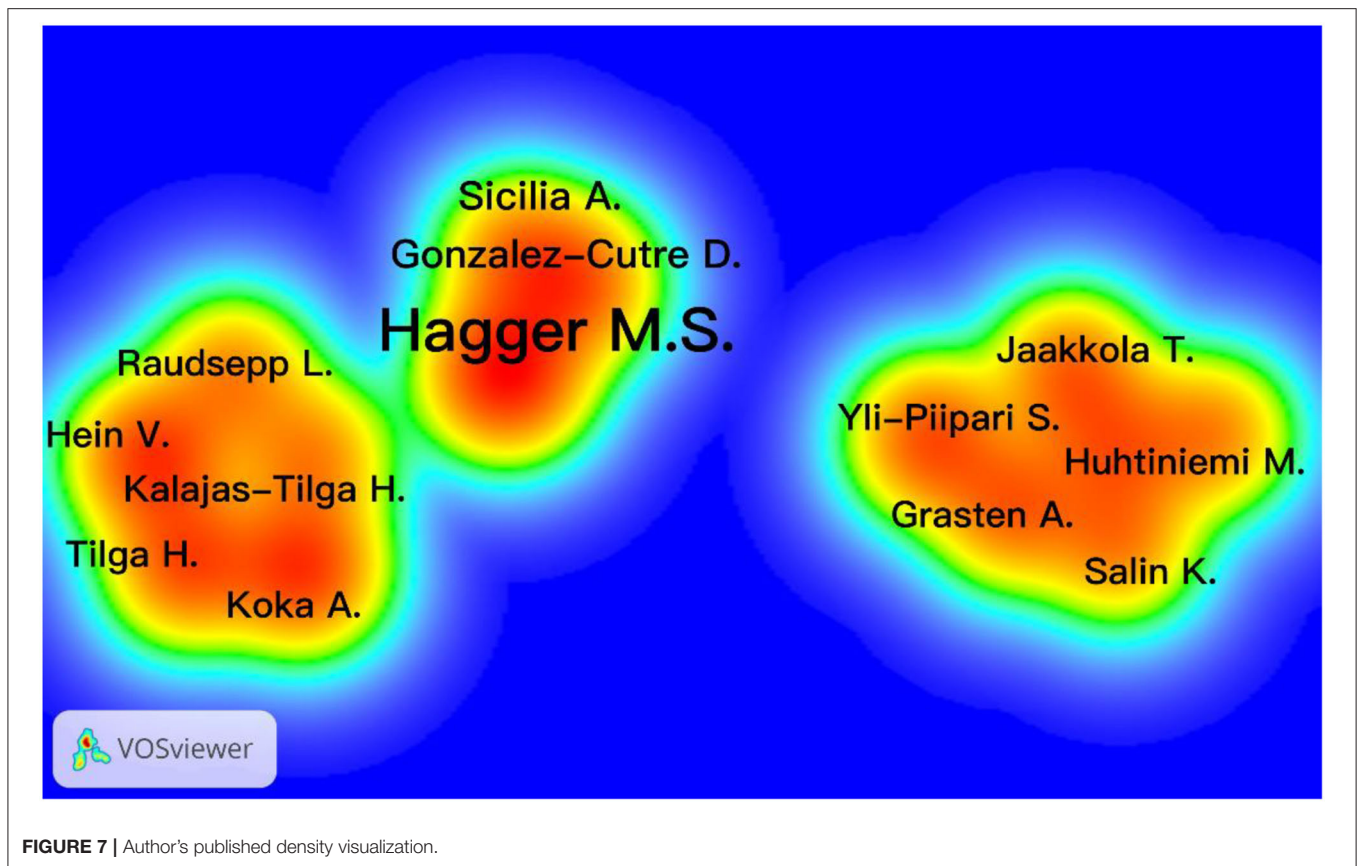 Sicilia A.
Gonzalez–Cutre D.
Hagger M.S.
Raudsepp L.
Hein V.
Kalajas–Tilga H.
Tilga H.
Koka A.
Jaakkola T.
Yli–Piipari S.
Huhtiniemi M.
Grasten A.
Salin K.
VOSviewer
FIGURE 7 | Author's published density visualization.